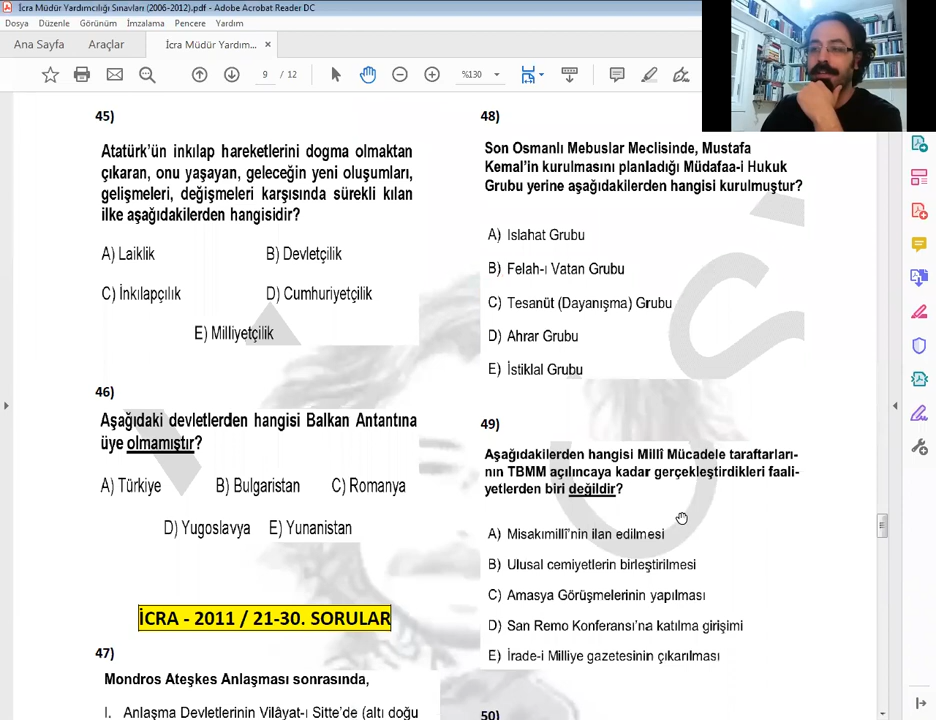 İcra Müdür Yardımcılığı Sınavları (2006-2012).pdf - Adobe Acrobat Reader DC
Dosya Düzenle Görünüm İmzalama Pencere Yardım
Ana Sayfa Araçlar İcra Müdür Yardım... ×
9 / 12 %130
45)
Atatürk'ün inkılap hareketlerini dogma olmaktan
çıkaran, onu yaşayan, geleceğin yeni oluşumları,
gelişmeleri, değişmeleri karşısında sürekli kılan
ilke aşağıdakilerden hangisidir?
A) Laiklik B) Devletçilik
C) İnkılapçılık D) Cumhuriyetçilik
E) Milliyetçilik
46)
Aşağıdaki devletlerden hangisi Balkan Antantına
üye olmamıştır?
A) Türkiye B) Bulgaristan C) Romanya
D) Yugoslavya E) Yunanistan
İCRA - 2011 / 21-30. SORULAR
47)
Mondros Ateşkes Anlaşması sonrasında,
I. Anlaşma Devletlerinin Vilâyat-ı Sitte'de (altı doğu
48)
Son Osmanlı Mebuslar Meclisinde, Mustafa
Kemal'in kurulmasını planladığı Müdafaa-i Hukuk
Grubu yerine aşağıdakilerden hangisi kurulmuştur?
A) Islahat Grubu
B) Felah-ı Vatan Grubu
C) Tesanüt (Dayanışma) Grubu
D) Ahrar Grubu
E) İstiklal Grubu
49)
Aşağıdakilerden hangisi Millî Mücadele taraftarları-
nın TBMM açılıncaya kadar gerçekleştirdikleri faali-
yetlerden biri değildir?
A) Misakımillî'nin ilan edilmesi
B) Ulusal cemiyetlerin birleştirilmesi
C) Amasya Görüşmelerinin yapılması
D) San Remo Konferansı'na katılma girişimi
E) İrade-i Milliye gazetesinin çıkarılması
50)